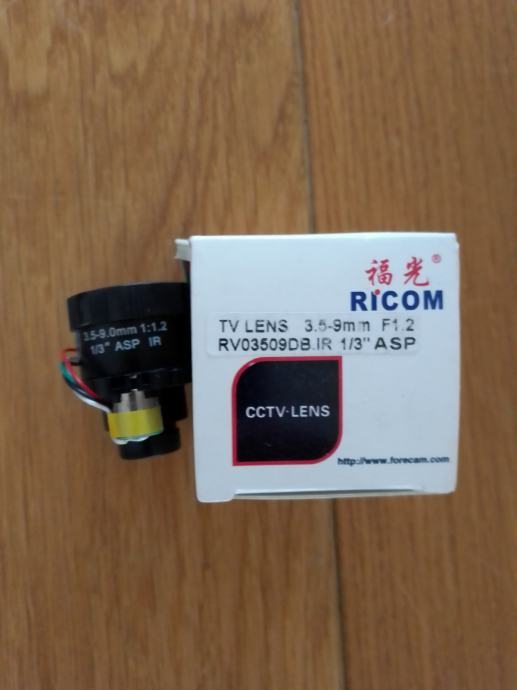 福光®
RICOM
TV LENS 3.5-9mm F1.2
RV03509DB.IR 1/3" ASP
CCTV-LENS
http://www.forecam.com
3.5-9.0mm 1:1.2
1/3" ASP IR